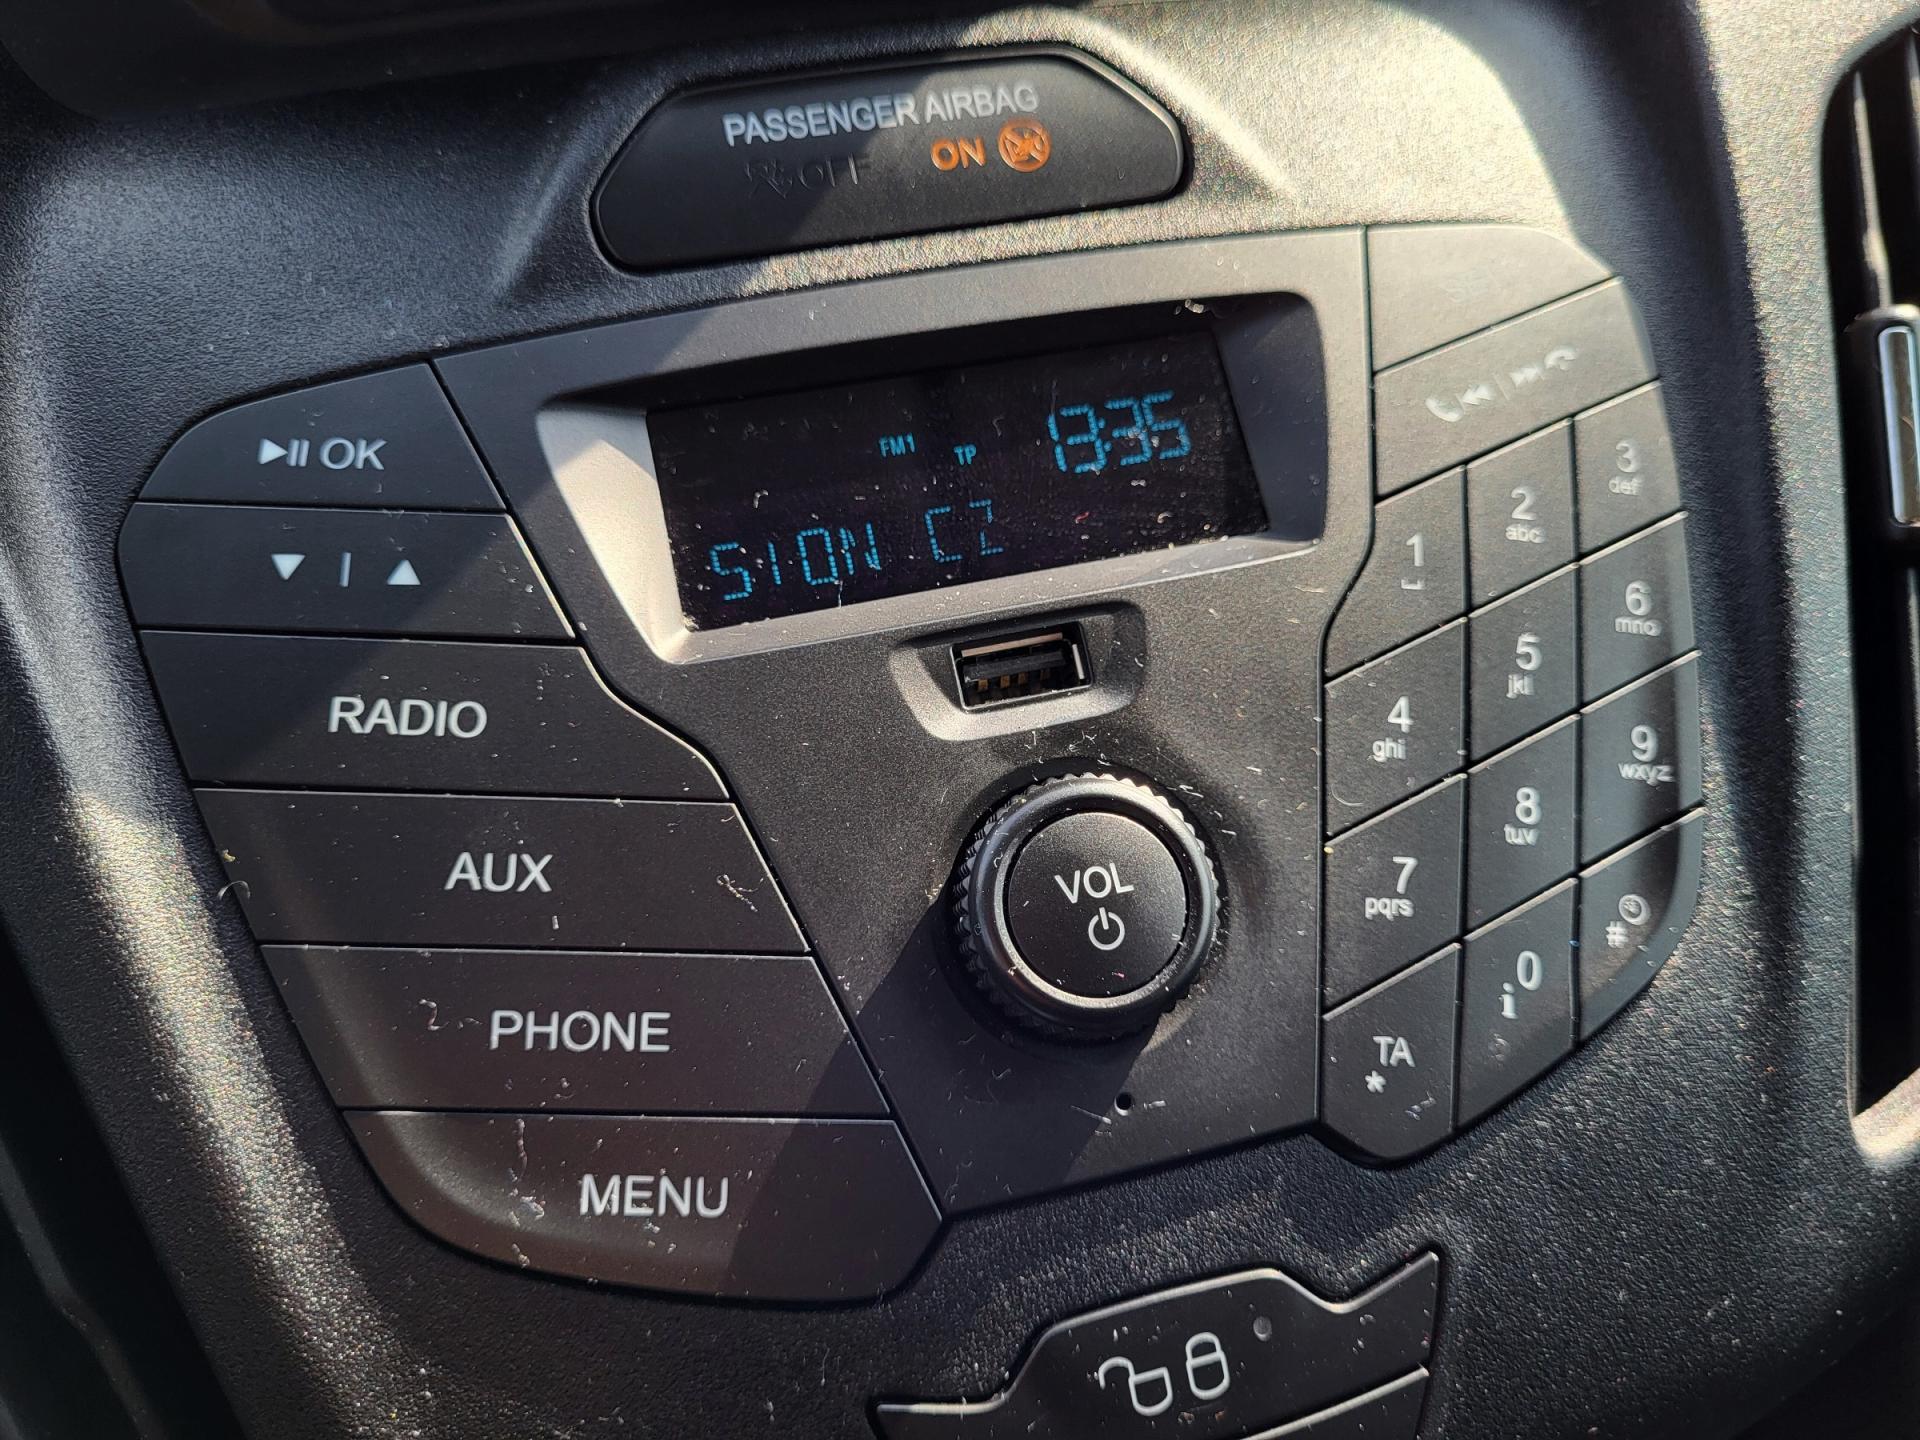 PASSENGER AIRBAG
OFF ON
FM1 TP 13:35
SION CZ
OK
RADIO
AUX
PHONE
MENU
VOL
1
2
abc
3
def
4
ghi
5
jkl
6
mno
7
pqrs
8
tuv
9
wxyz
TA
*
0
i
#